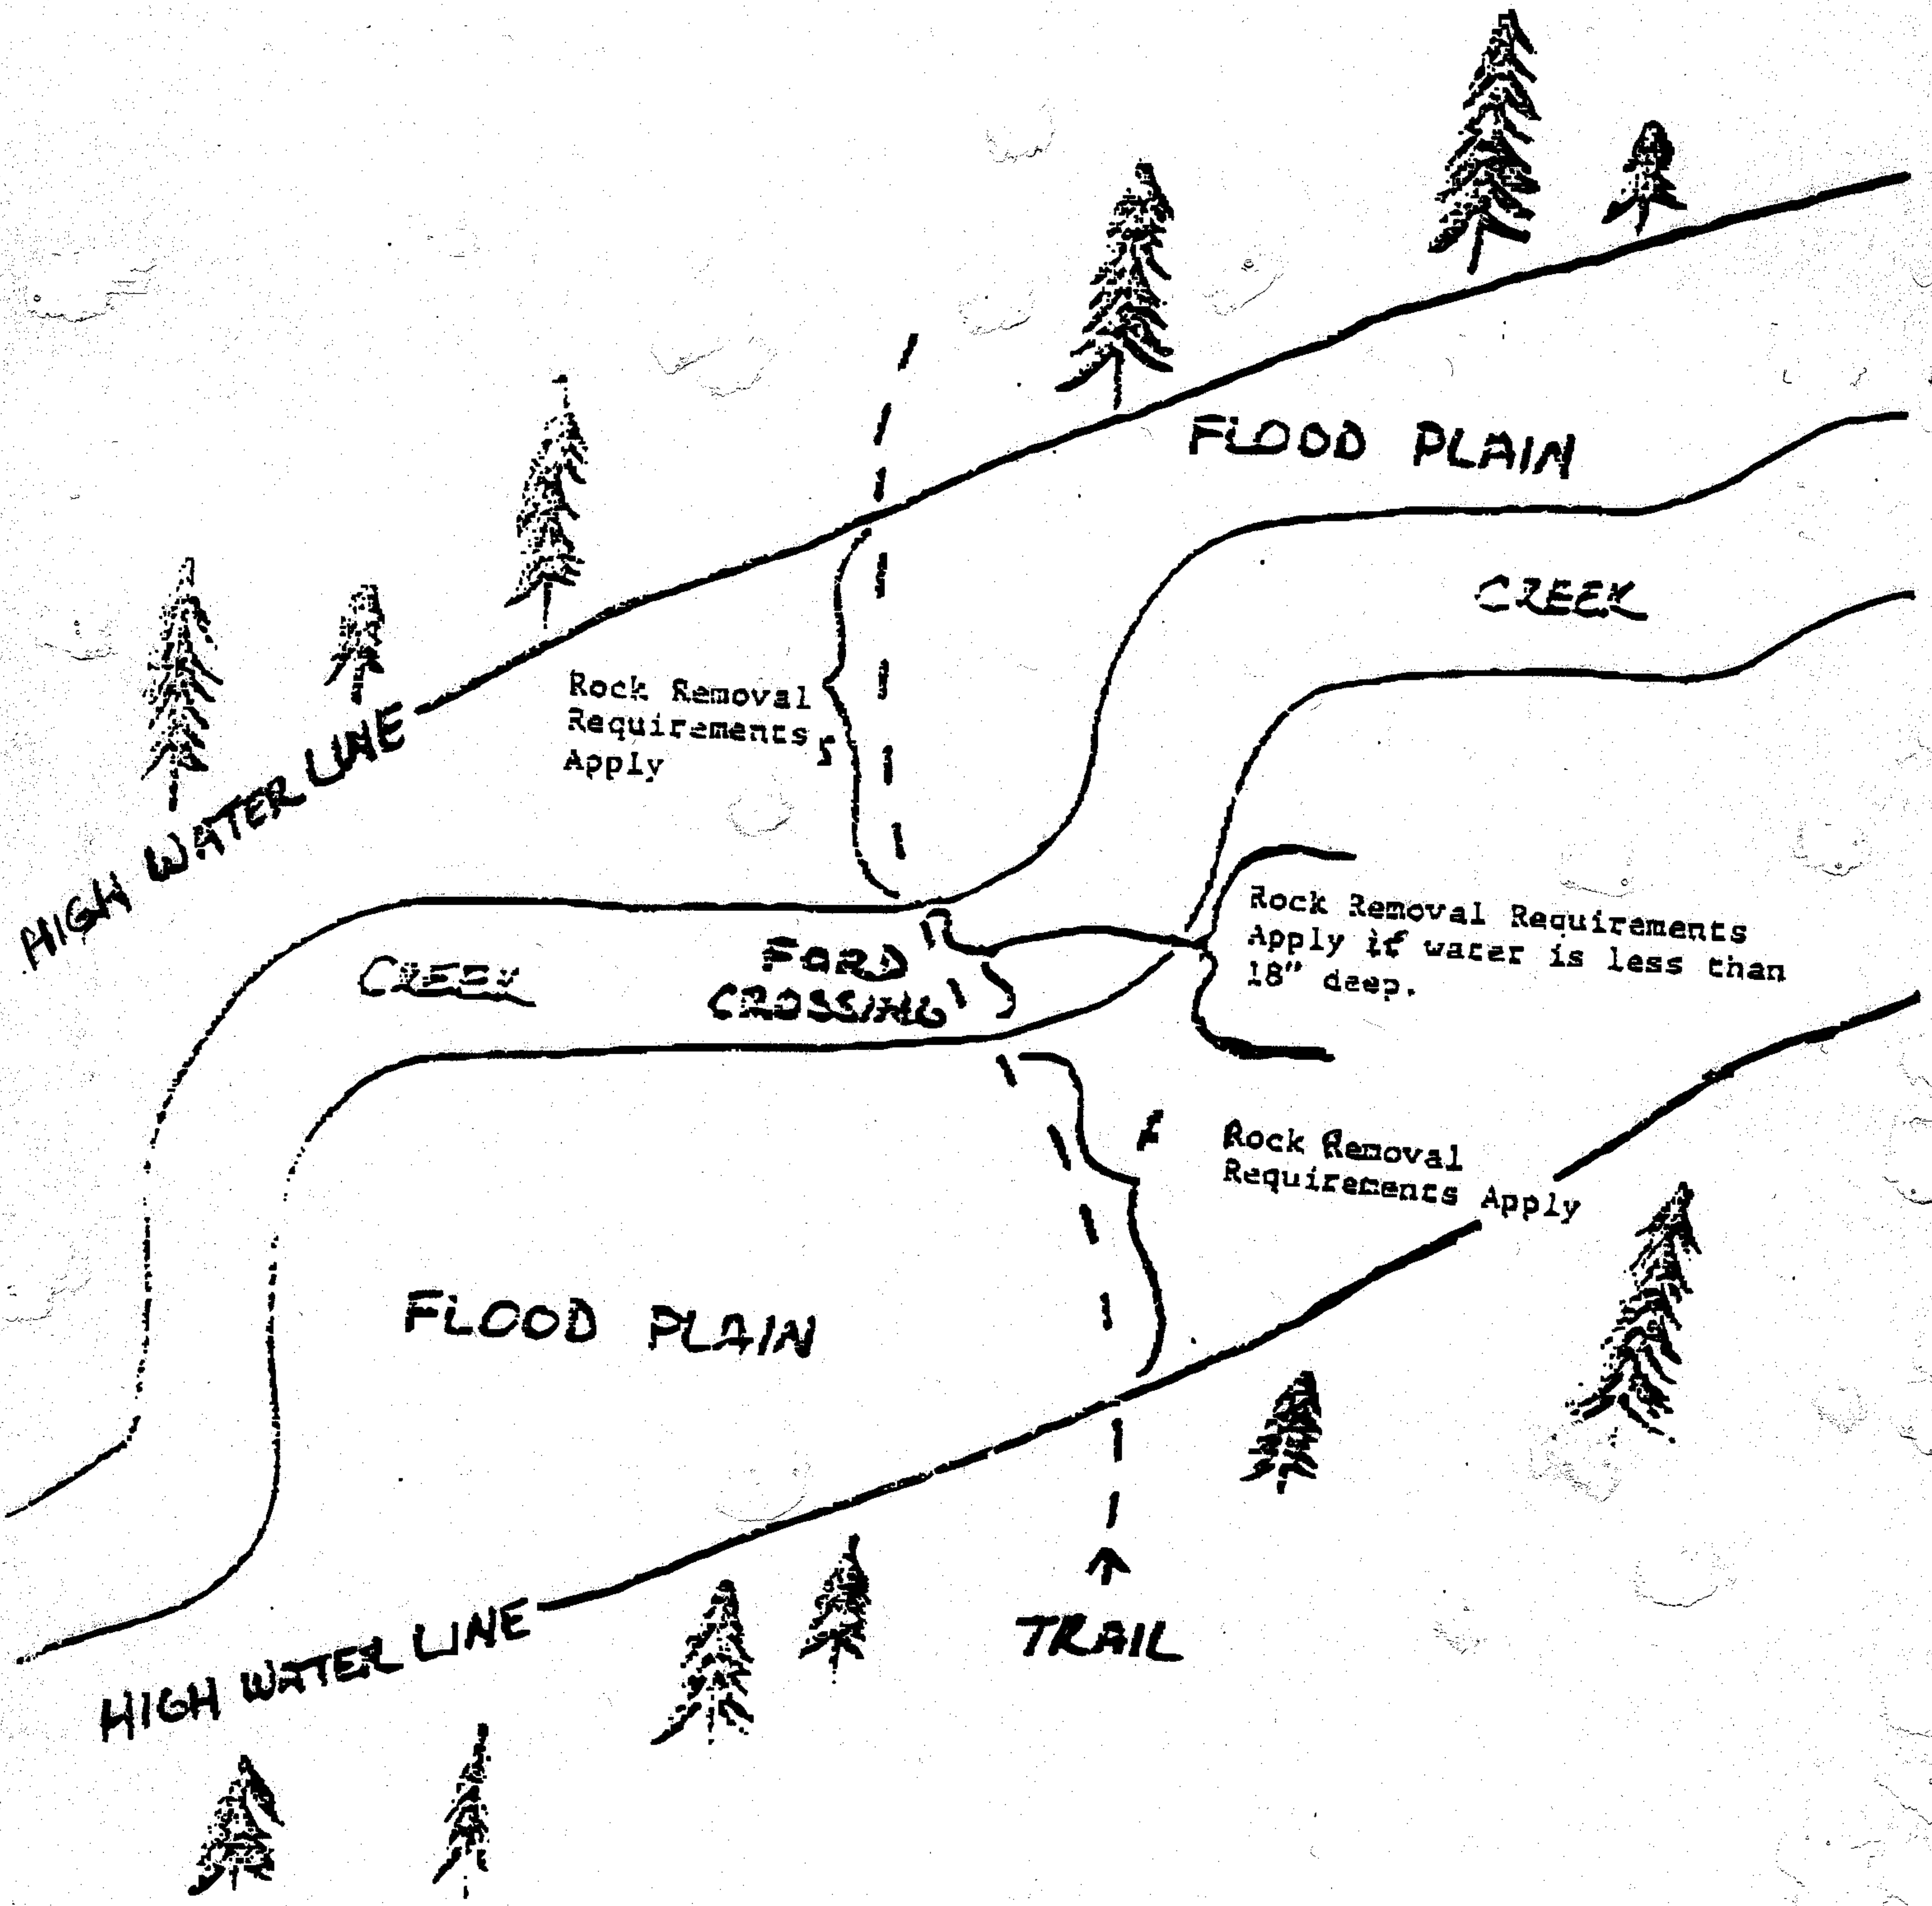 FLOOD PLAIN
CREEK
Rock Removal
Requirements
Apply
HIGH WATER LINE
Rock Removal Requirements
Apply if water is less than
18" deep.
CREEK
FORD
CROSSING
Rock Removal
Requirements Apply
FLOOD PLAIN
HIGH WATER LINE
TRAIL